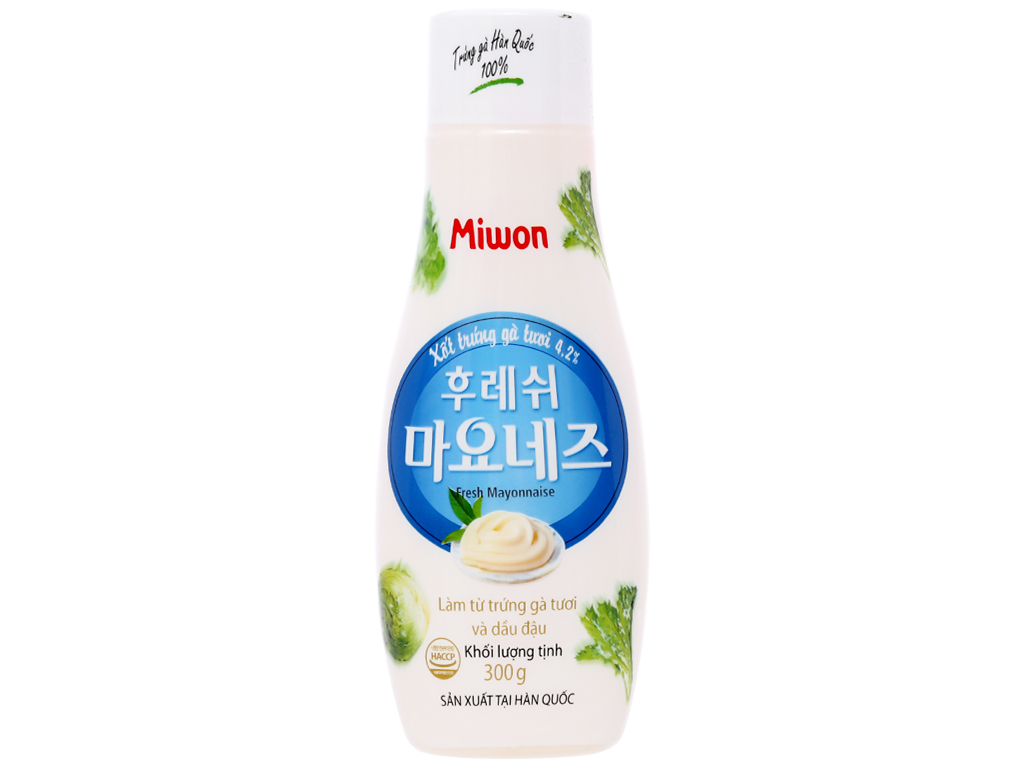 Trứng gà Hàn Quốc
100%
Miwon
Xốt trứng gà tươi 4.2%
후레쉬
마요네즈
Fresh Mayonnaise
Làm từ trứng gà tươi
và dầu đậu
HACCP
Khối lượng tịnh
300g
SẢN XUẤT TẠI HÀN QUỐC